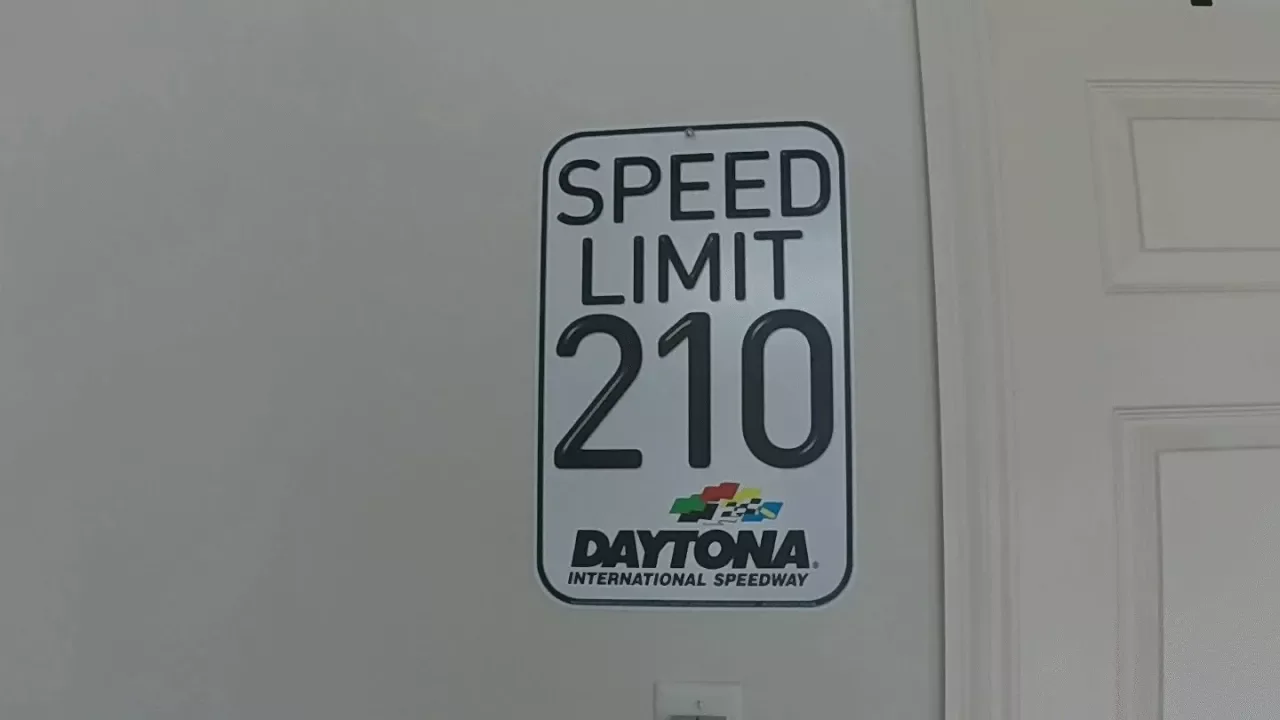 SPEED
LIMIT
210
DAYTONA®
INTERNATIONAL SPEEDWAY